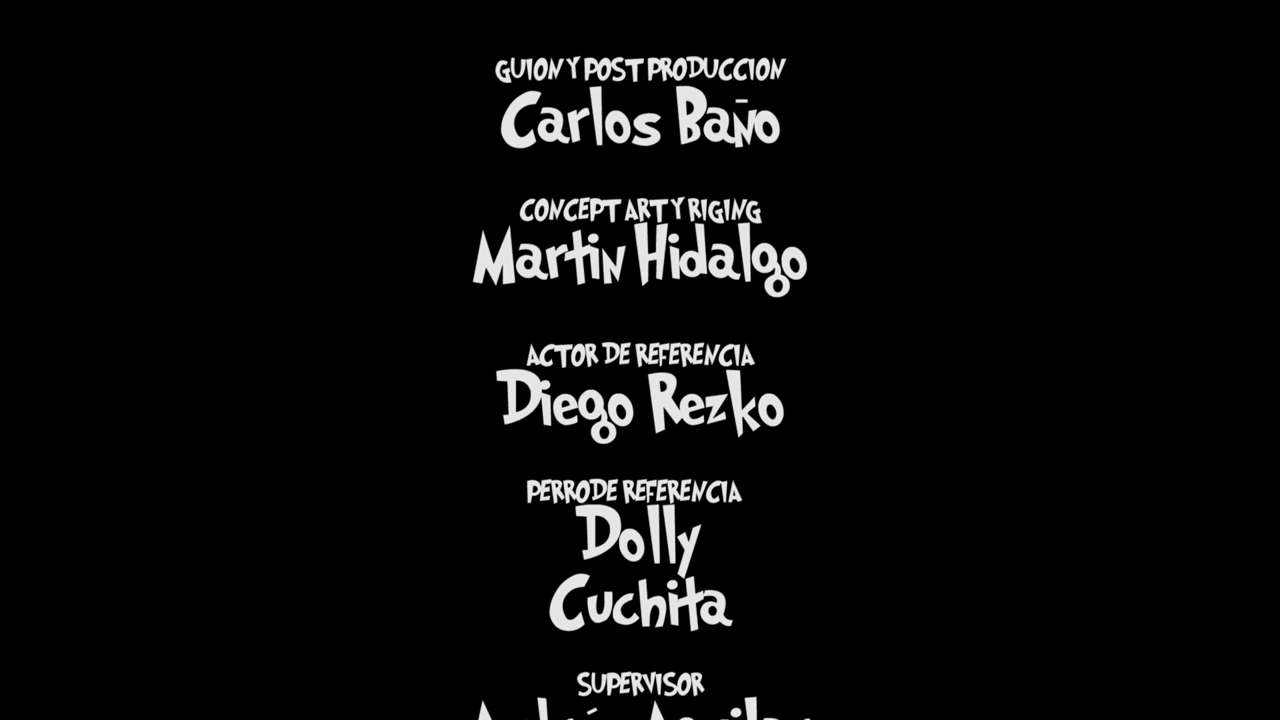 GUION Y POST PRODUCCION
Carlos Baño
CONCEPT ART Y RIGING
Martin Hidalgo
ACTOR DE REFERENCIA
Diego Rezko
PERRO DE REFERENCIA
Dolly
Cuchita
SUPERVISOR